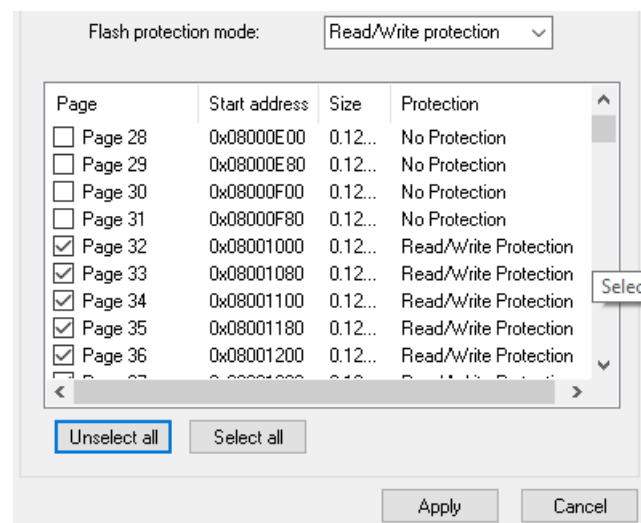 Flash protection mode: Read/Write protection
Page Start address Size Protection
Page 28 0x08000E00 0.12... No Protection
Page 29 0x08000E80 0.12... No Protection
Page 30 0x08000F00 0.12... No Protection
Page 31 0x08000F80 0.12... No Protection
Page 32 0x08001000 0.12... Read/Write Protection
Page 33 0x08001080 0.12... Read/Write Protection
Page 34 0x08001100 0.12... Read/Write Protection
Page 35 0x08001180 0.12... Read/Write Protection
Page 36 0x08001200 0.12... Read/Write Protection
Selec
Unselect all Select all
Apply Cancel